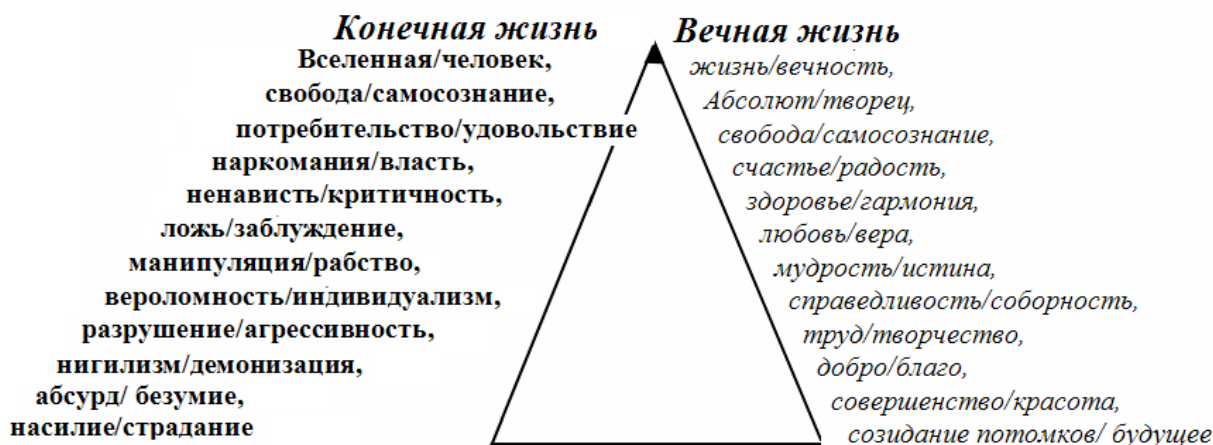 Конечная жизнь
Вселенная/человек,
свобода/самосознание,
потребительство/удовольствие
наркомания/власть,
ненависть/критичность,
ложь/заблуждение,
манипуляция/рабство,
вероломность/индивидуализм,
разрушение/агрессивность,
нигилизм/демонизация,
абсурд/ безумие,
насилие/страдание
Вечная жизнь
жизнь/вечность,
Абсолют/творец,
свобода/самосознание,
счастье/радость,
здоровье/гармония,
любовь/вера,
мудрость/истина,
справедливость/соборность,
труд/творчество,
добро/благо,
совершенство/красота,
созидание потомков/ будущее